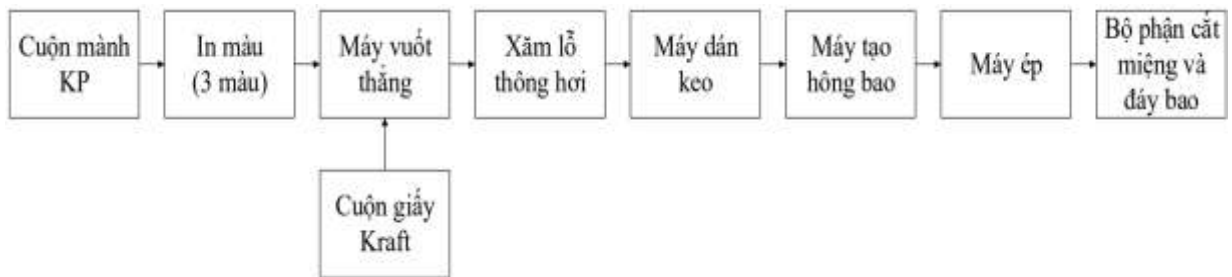 Cuộn mành
KP
In màu
(3 màu)
Máy vuốt
thẳng
Xăm lỗ
thông hơi
Máy dán
keo
Máy tạo
hông bao
Máy ép
Bộ phận cắt
miệng và
đáy bao
Cuộn giấy
Kraft